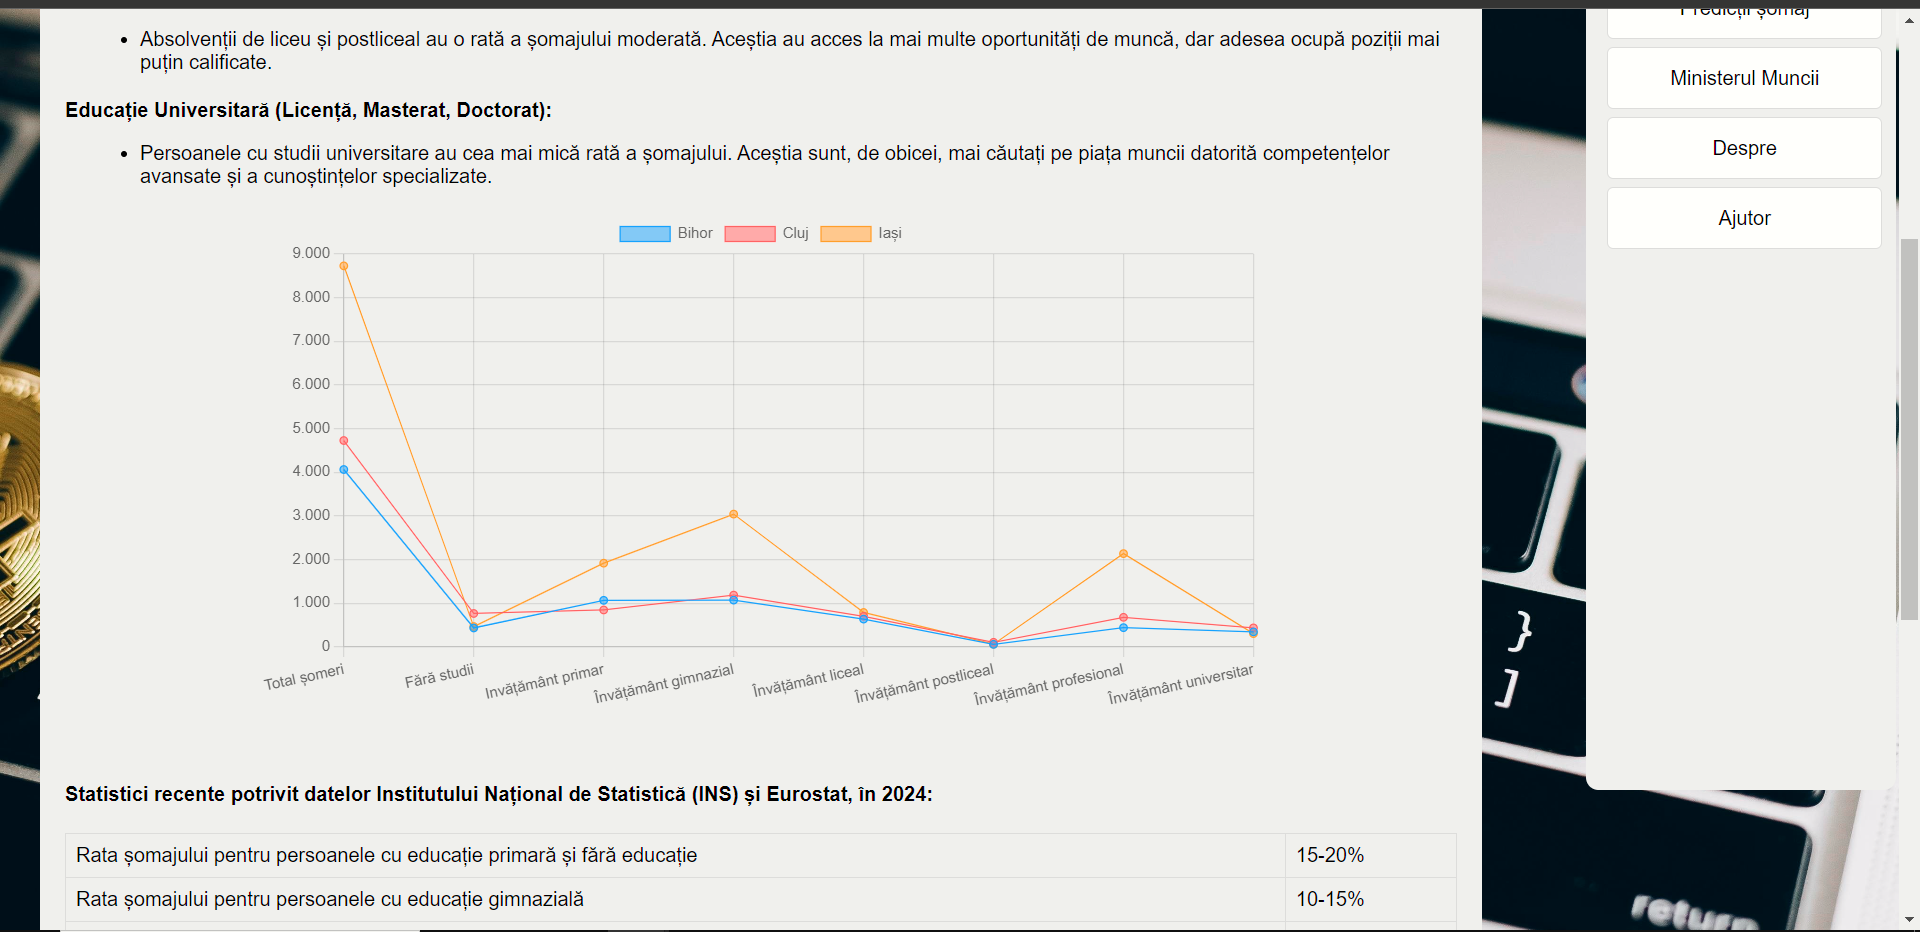 Absolvenții de liceu și postliceal au o rată a șomajului moderată. Aceștia au acces la mai multe oportunități de muncă, dar adesea ocupă poziții mai
puțin calificate.
Educație Universitară (Licență, Masterat, Doctorat):
Persoanele cu studii universitare au cea mai mică rată a șomajului. Aceștia sunt, de obicei, mai căutați pe piața muncii datorită competențelor
avansate și a cunoștințelor specializate.
Bihor Cluj Iași
9.000
8.000
7.000
6.000
5.000
4.000
3.000
2.000
1.000
0
Total șomeri
Fără studii
Invățământ primar
Învățământ gimnazial
Învățământ liceal
Învățământ postliceal
Învățământ profesional
Învățământ universitar
Statistici recente potrivit datelor Institutului Național de Statistică (INS) și Eurostat, în 2024:
Rata șomajului pentru persoanele cu educație primară și fără educație 15-20%
Rata șomajului pentru persoanele cu educație gimnazială 10-15%
Predicții șomaj
Ministerul Muncii
Despre
Ajutor
}
]
return